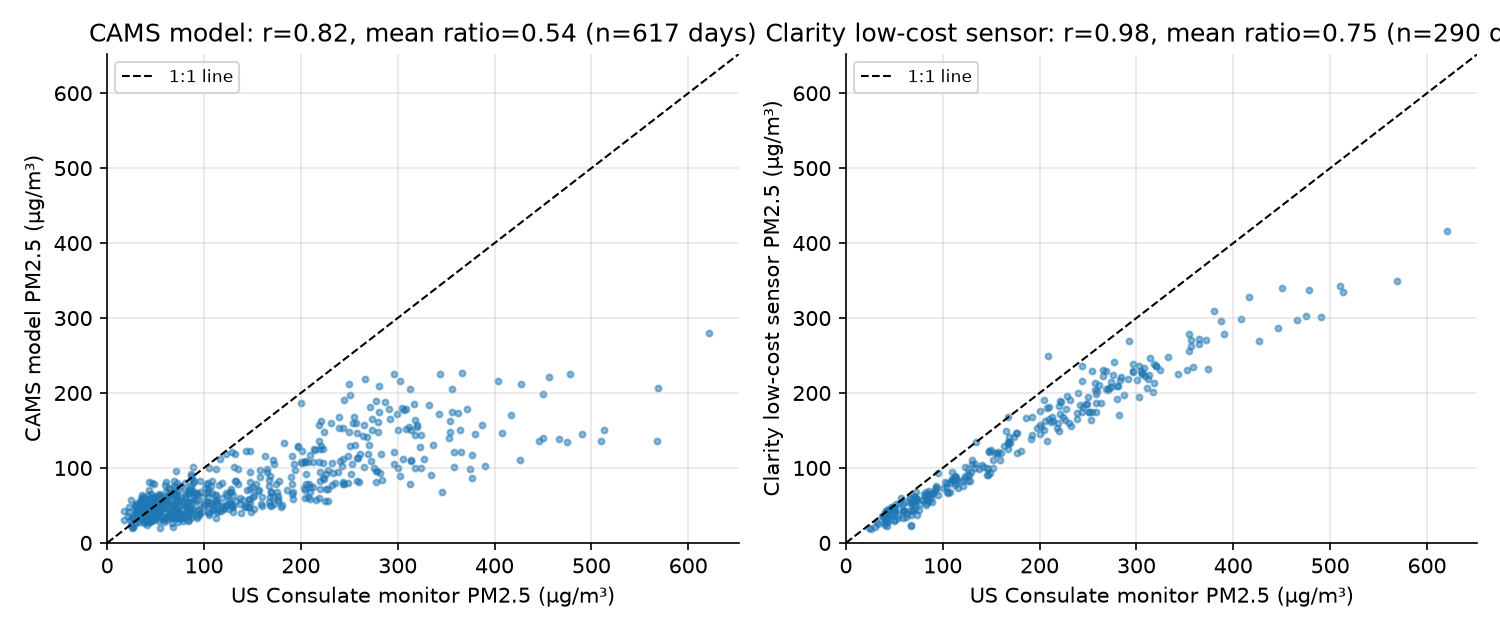 CAMS model: r=0.82, mean ratio=0.54 (n=617 days)
1:1 line
CAMS model PM2.5 (µg/m³)
600
500
400
300
200
100
0
0 100 200 300 400 500 600
US Consulate monitor PM2.5 (µg/m³)
Clarity low-cost sensor: r=0.98, mean ratio=0.75 (n=290 d
1:1 line
Clarity low-cost sensor PM2.5 (µg/m³)
600
500
400
300
200
100
0
0 100 200 300 400 500 600
US Consulate monitor PM2.5 (µg/m³)